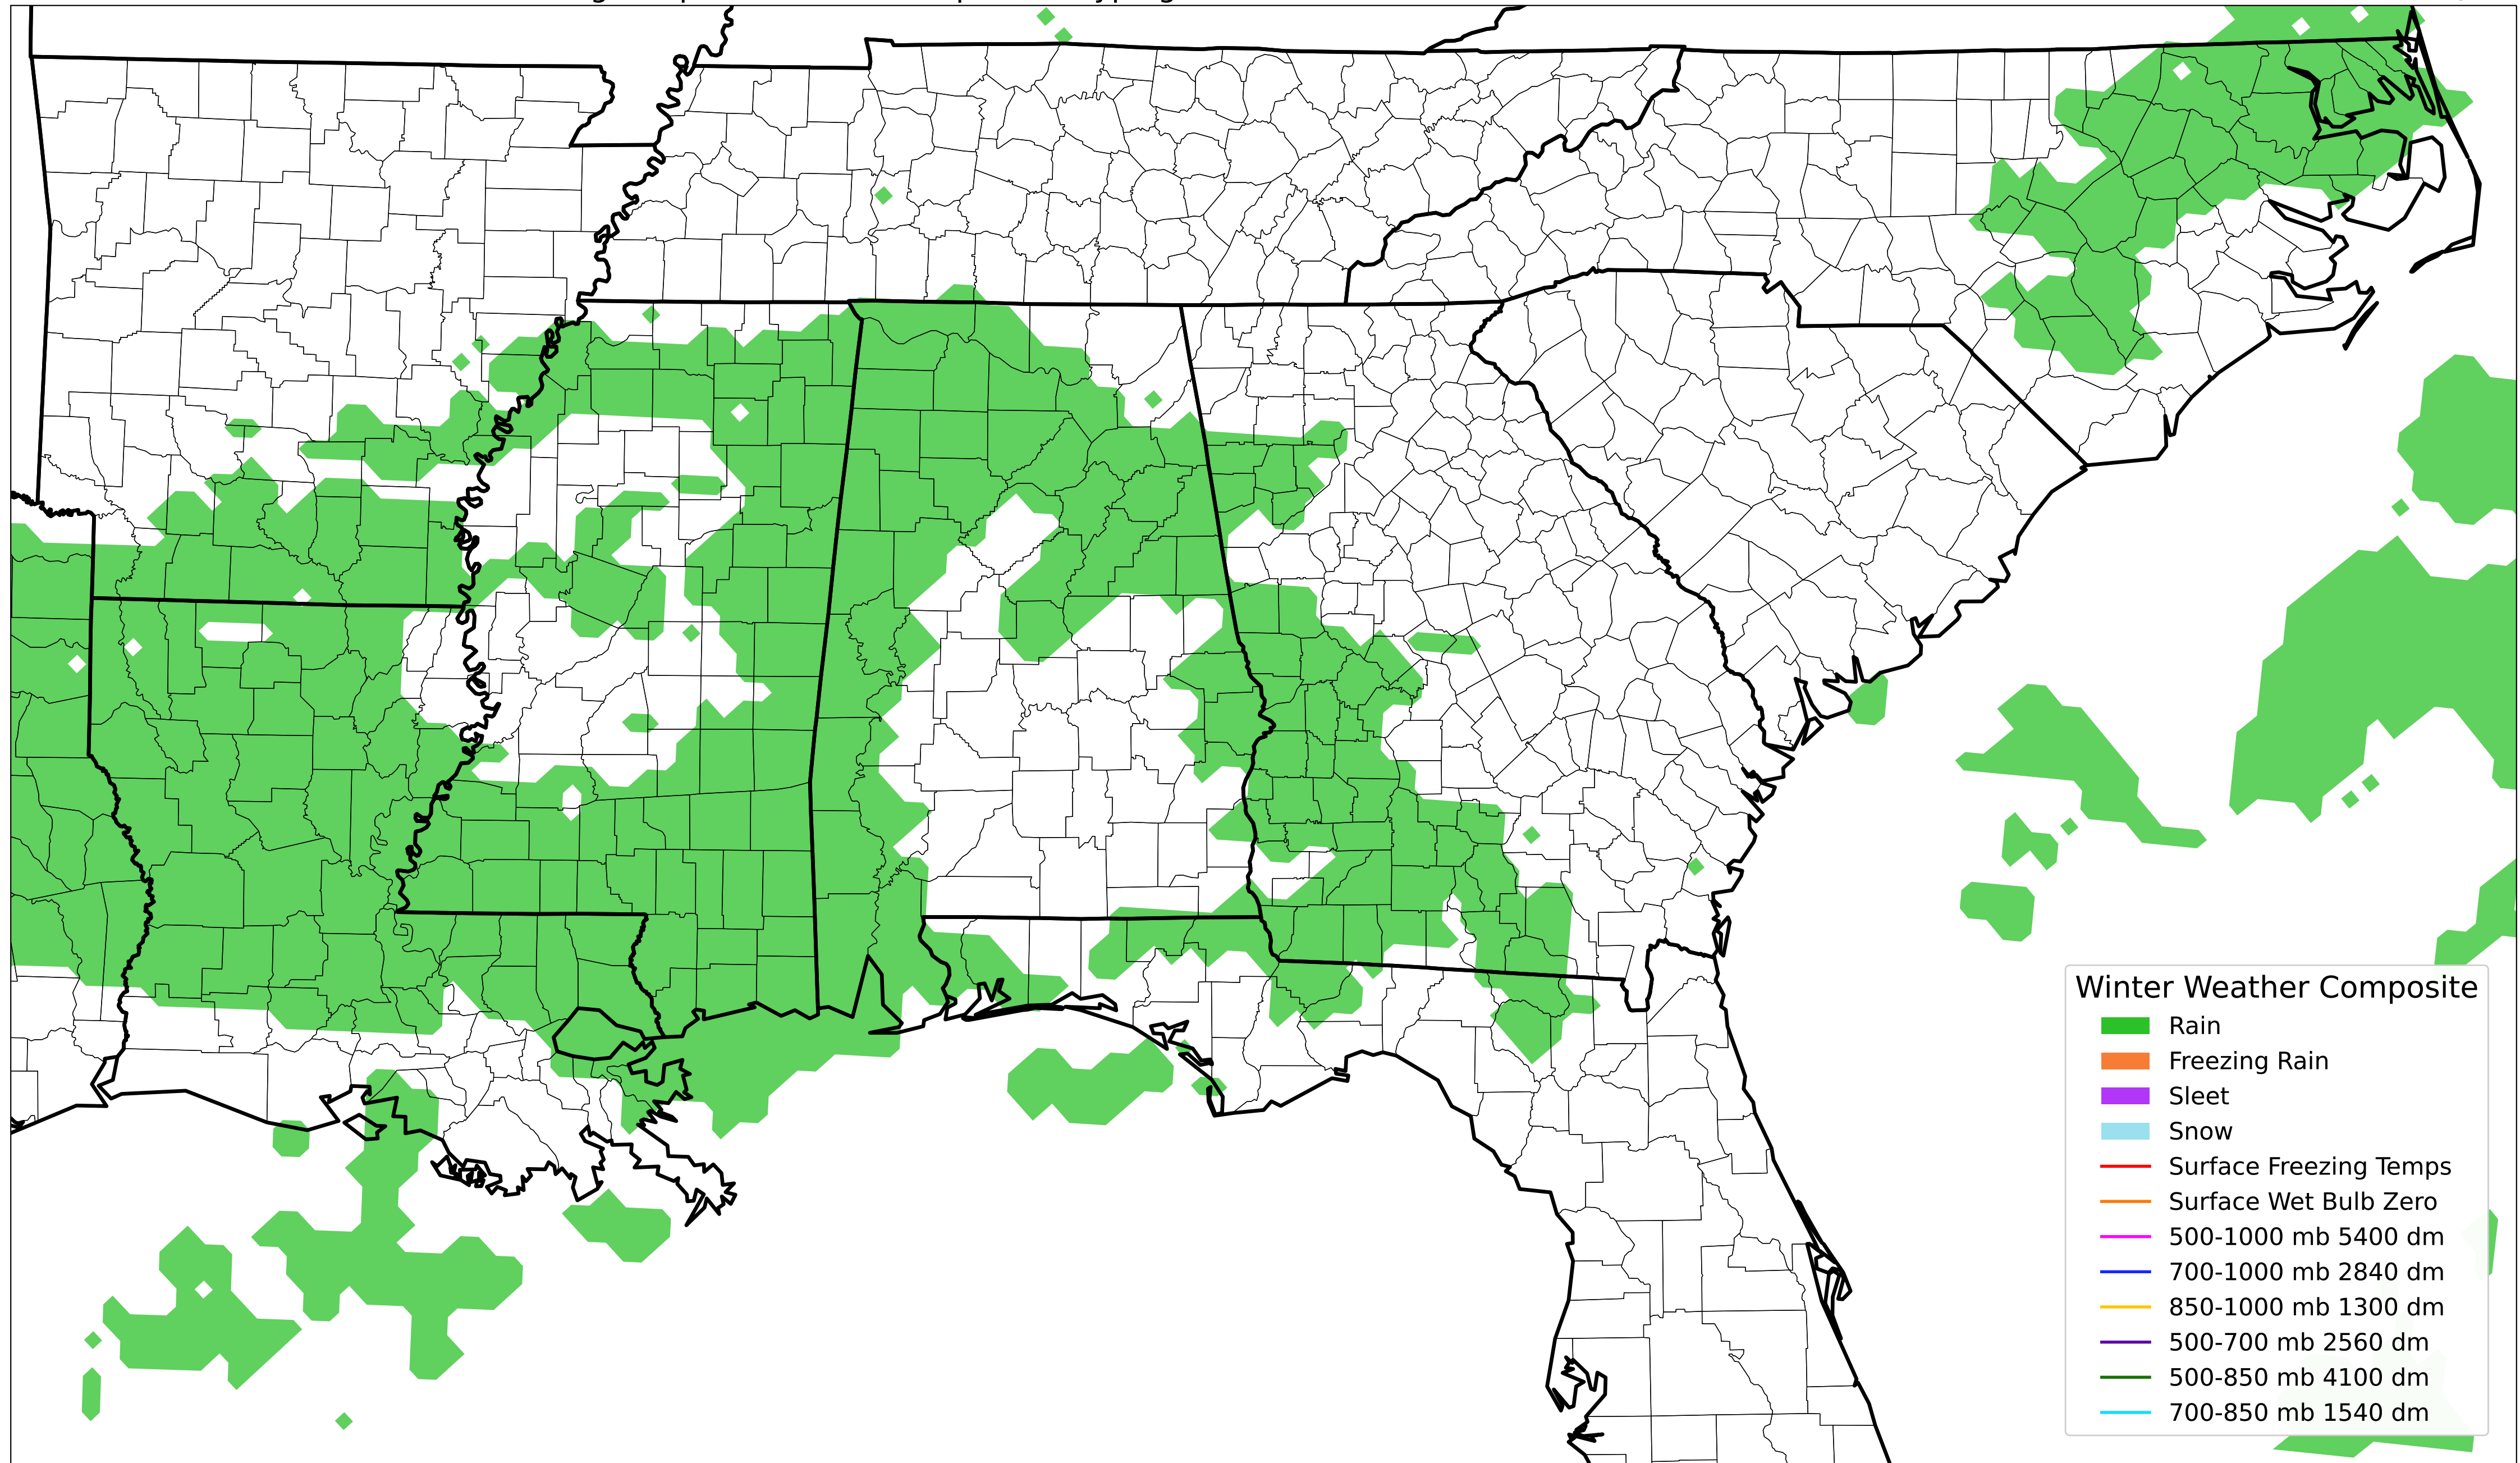 Winter Weather Composite
Rain
Freezing Rain
Sleet
Snow
Surface Freezing Temps
Surface Wet Bulb Zero
500-1000 mb 5400 dm
700-1000 mb 2840 dm
850-1000 mb 1300 dm
500-700 mb 2560 dm
500-850 mb 4100 dm
700-850 mb 1540 dm